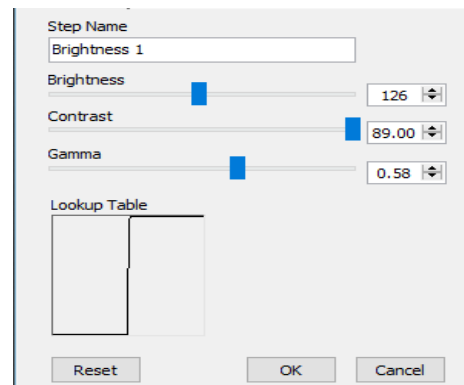 Step Name
Brightness 1
Brightness
126
Contrast
89.00
Gamma
0.58
Lookup Table
Reset OK Cancel